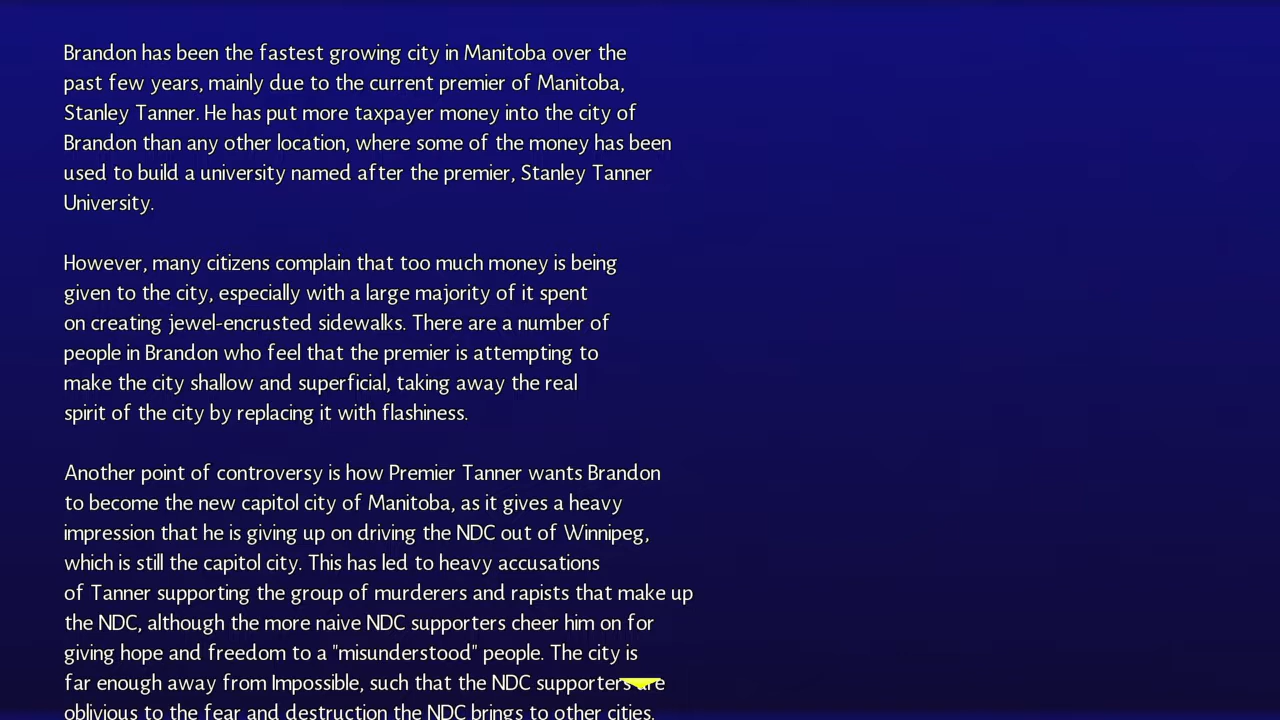 Brandon has been the fastest growing city in Manitoba over the
past few years, mainly due to the current premier of Manitoba,
Stanley Tanner. He has put more taxpayer money into the city of
Brandon than any other location, where some of the money has been
used to build a university named after the premier, Stanley Tanner
University.
However, many citizens complain that too much money is being
given to the city, especially with a large majority of it spent
on creating jewel-encrusted sidewalks. There are a number of
people in Brandon who feel that the premier is attempting to
make the city shallow and superficial, taking away the real
spirit of the city by replacing it with flashiness.
Another point of controversy is how Premier Tanner wants Brandon
to become the new capitol city of Manitoba, as it gives a heavy
impression that he is giving up on driving the NDC out of Winnipeg,
which is still the capitol city. This has led to heavy accusations
of Tanner supporting the group of murderers and rapists that make up
the NDC, although the more naive NDC supporters cheer him on for
giving hope and freedom to a "misunderstood" people. The city is
far enough away from Impossible, such that the NDC supporters are
oblivious to the fear and destruction the NDC brings to other cities.